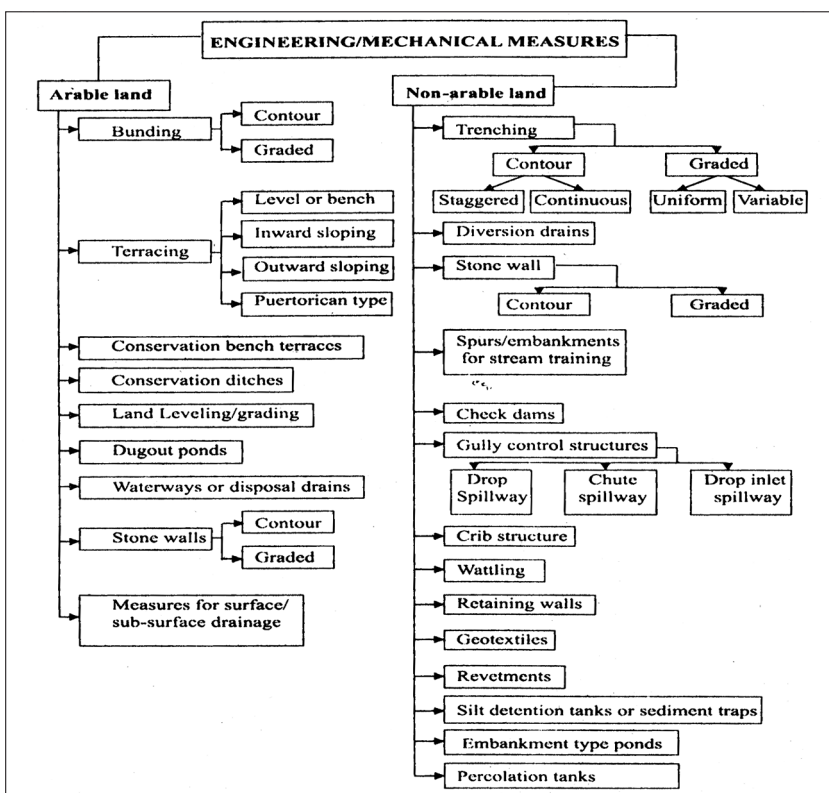 ENGINEERING/MECHANICAL MEASURES
Arable land
Bunding
Contour
Graded
Terracing
Level or bench
Inward sloping
Outward sloping
Puertorican type
Conservation bench terraces
Conservation ditches
Land Leveling/grading
Dugout ponds
Waterways or disposal drains
Stone walls
Contour
Graded
Measures for surface/
sub-surface drainage
Non-arable land
Trenching
Contour
Graded
Staggered
Continuous
Uniform
Variable
Diversion drains
Stone wall
Contour
Graded
Spurs/embankments
for stream training
Check dams
Gully control structures
Drop
Spillway
Chute
spillway
Drop inlet
spillway
Crib structure
Wattling
Retaining walls
Geotextiles
Revetments
Silt detention tanks or sediment traps
Embankment type ponds
Percolation tanks